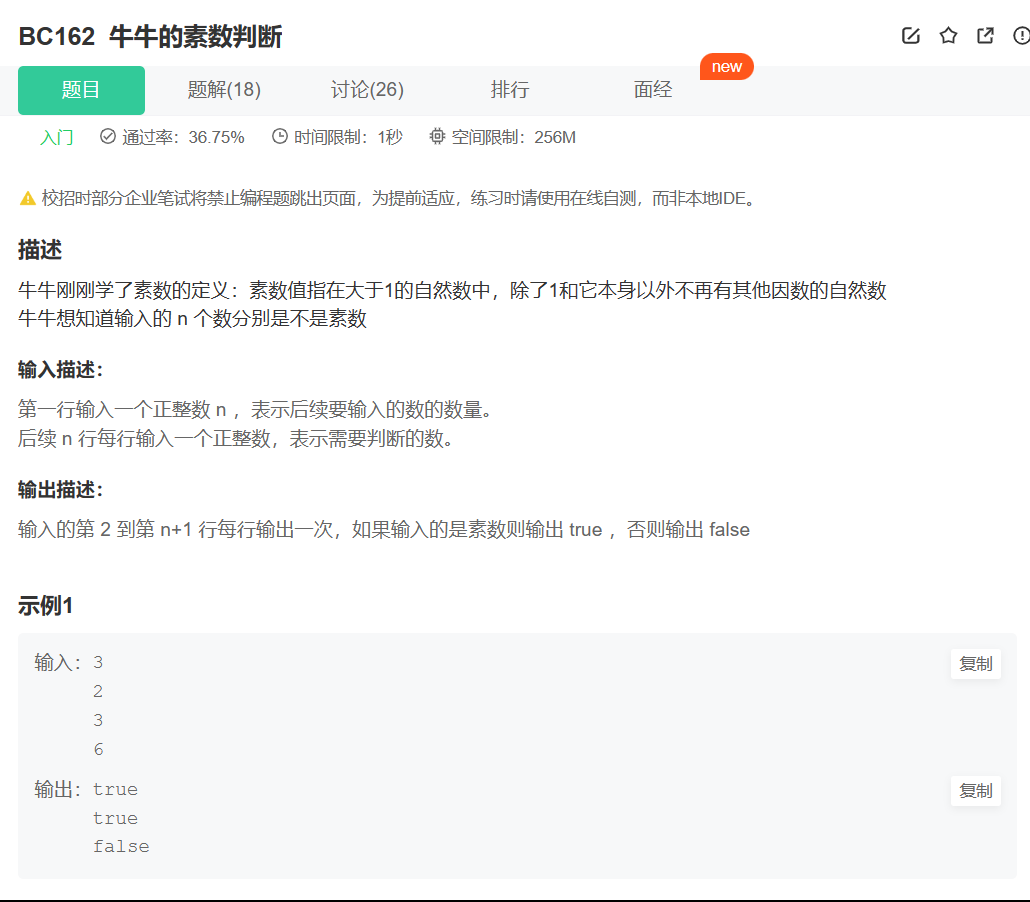 BC162 牛牛的素数判断
new
题目 题解(18) 讨论(26) 排行 面经
入门 通过率：36.75% 时间限制：1秒 空间限制：256M
校招时部分企业笔试将禁止编程题跳出页面，为提前适应，练习时请使用在线自测，而非本地IDE。
描述
牛牛刚刚学了素数的定义：素数值指在大于1的自然数中，除了1和它本身以外不再有其他因数的自然数
牛牛想知道输入的 n 个数分别是不是素数
输入描述：
第一行输入一个正整数 n ，表示后续要输入的数的数量。
后续 n 行每行输入一个正整数，表示需要判断的数。
输出描述：
输入的第 2 到第 n+1 行每行输出一次，如果输入的是素数则输出 true ，否则输出 false
示例1
输入：3 复制
2
3
6
输出：true 复制
true
false